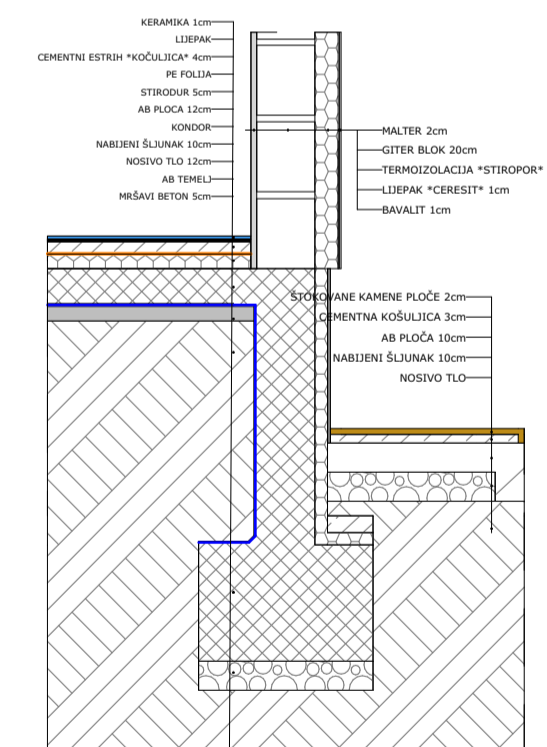 KERAMIKA 1cm
LIJEPAK
CEMENTNI ESTRIH *KOČULJICA* 4cm
PE FOLIJA
STIRODUR 5cm
AB PLOCA 12cm
KONDOR
NABIJENI ŠLJUNAK 10cm
NOSIVO TLO 12cm
AB TEMELJ
MRŠAVI BETON 5cm
MALTER 2cm
GITER BLOK 20cm
TERMOIZOLACIJA *STIROPOR*
LIJEPAK *CERESIT* 1cm
BAVALIT 1cm
ŠTOKOVANE KAMENE PLOČE 2cm
CEMENTNA KOŠULJICA 3cm
AB PLOČA 10cm
NABIJENI ŠLJUNAK 10cm
NOSIVO TLO